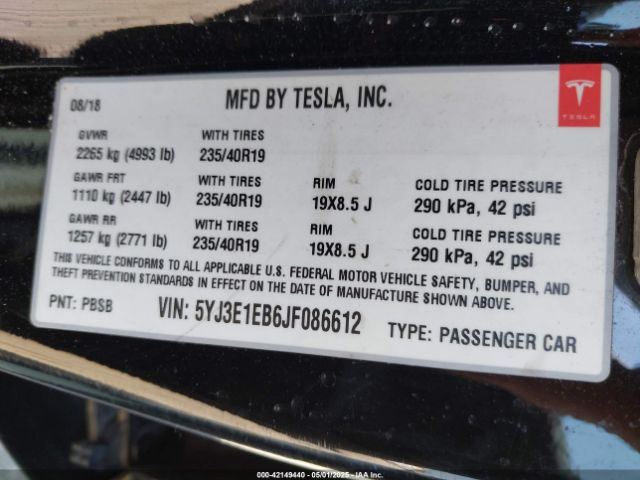 08/18 MFD BY TESLA, INC. TESLA
GVWR WITH TIRES
2265 kg (4993 lb) 235/40R19
GAWR FRT WITH TIRES RIM COLD TIRE PRESSURE
1110 kg (2447 lb) 235/40R19 19X8.5 J 290 kPa, 42 psi
GAWR RR WITH TIRES RIM COLD TIRE PRESSURE
1257 kg (2771 lb) 235/40R19 19X8.5 J 290 kPa, 42 psi
THIS VEHICLE CONFORMS TO ALL APPLICABLE U.S. FEDERAL MOTOR VEHICLE SAFETY, BUMPER, AND
THEFT PREVENTION STANDARDS IN EFFECT ON THE DATE OF MANUFACTURE SHOWN ABOVE.
PNT: PBSB VIN: 5YJ3E1EB6JF086612 TYPE: PASSENGER CAR
000-42149440 - 05/01/2025 - IAAI.COM